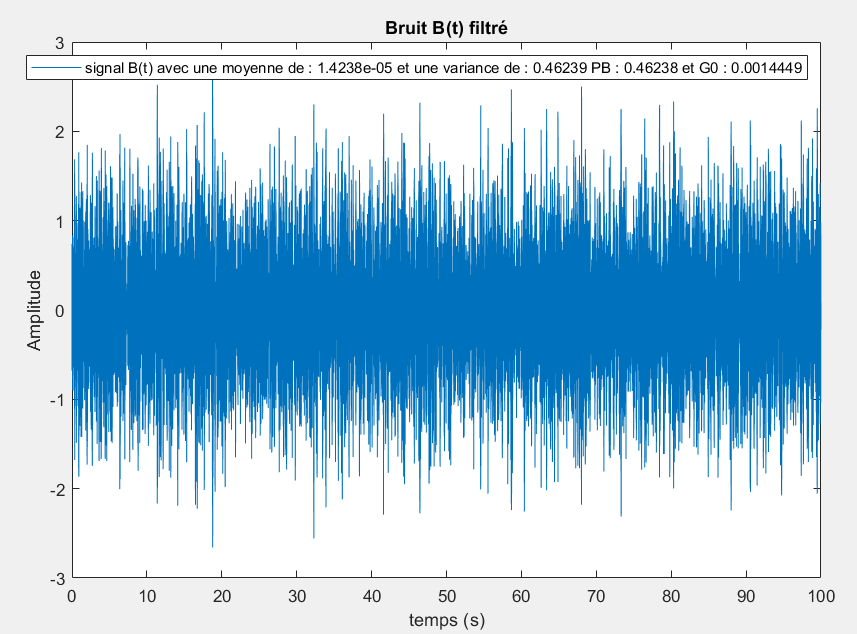 Bruit B(t) filtré
signal B(t) avec une moyenne de : 1.4238e-05 et une variance de : 0.46239 PB : 0.46238 et G0 : 0.0014449
3
2
1
0
-1
-2
-3
Amplitude
0 10 20 30 40 50 60 70 80 90 100
temps (s)